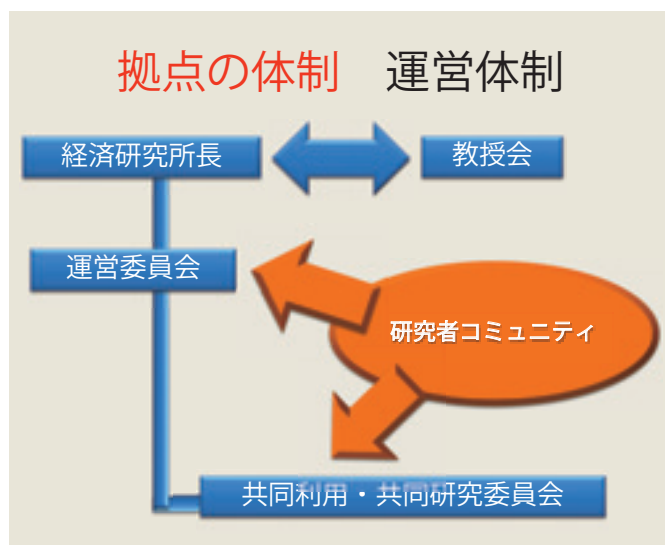 拠点の体制　運営体制
経済研究所長
教授会
運営委員会
研究者コミュニティ
共同利用・共同研究委員会